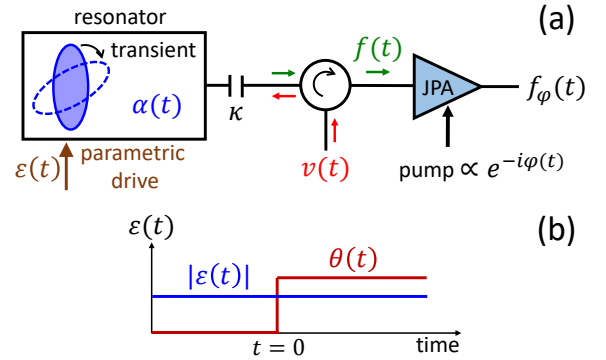 (a)
resonator
transient
α(t)
κ
f(t)
JPA
f_φ(t)
ε(t)
parametric
drive
v(t)
pump ∝ e^{-iφ(t)}
(b)
ε(t)
|ε(t)|
θ(t)
t = 0
time